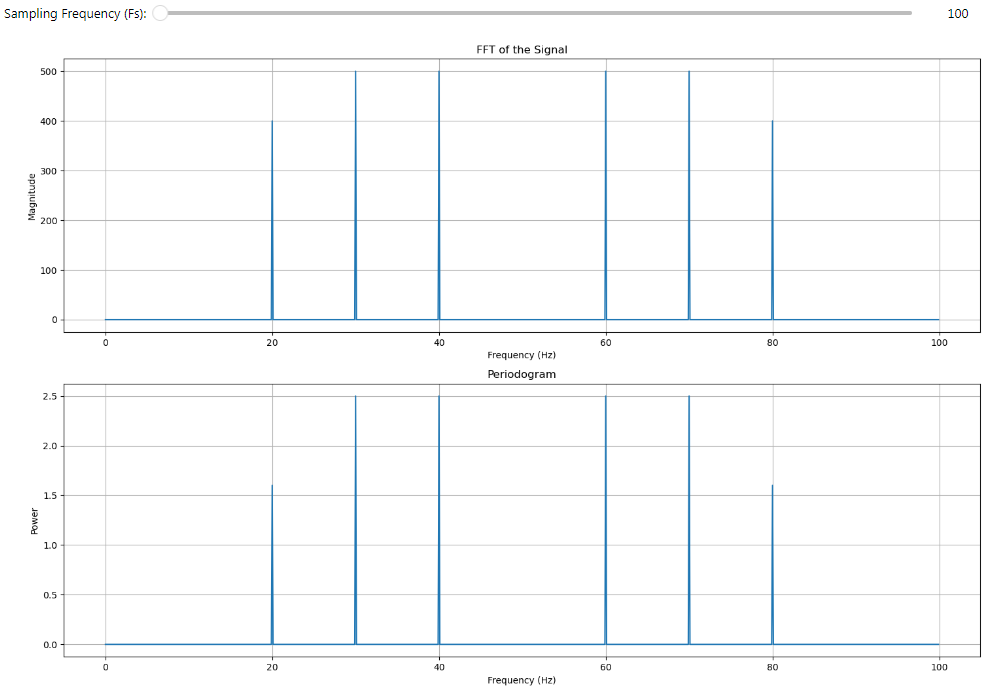 Sampling Frequency (Fs): 100
FFT of the Signal
500
400
300
200
100
0
Magnitude
0 20 40 60 80 100
Frequency (Hz)
Periodogram
2.5
2.0
1.5
1.0
0.5
0.0
Power
0 20 40 60 80 100
Frequency (Hz)